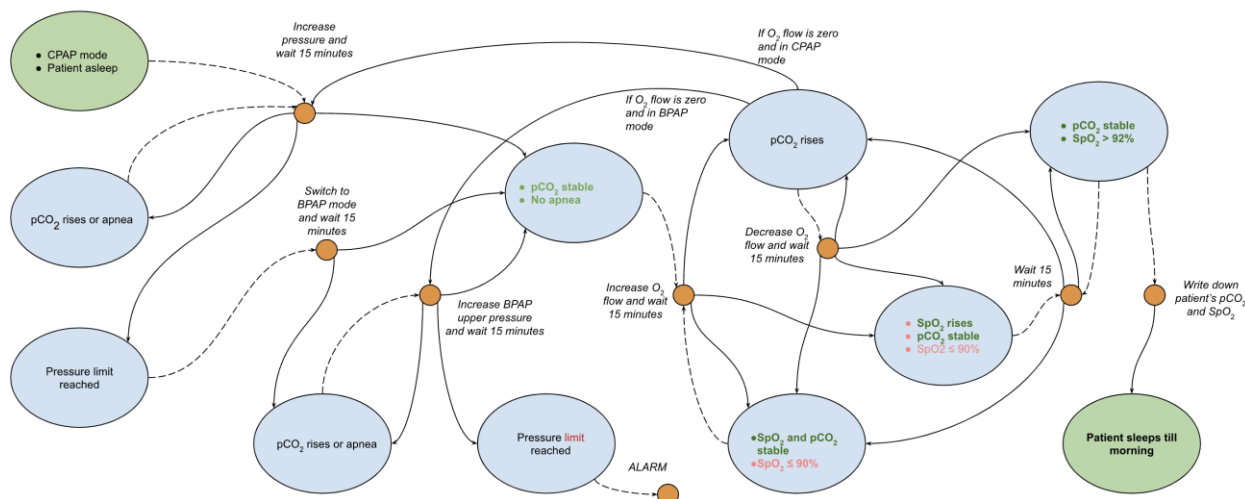 ● CPAP mode
● Patient asleep
Increase
pressure and
wait 15 minutes
If O₂ flow is zero
and in CPAP
mode
If O₂ flow is zero
and in BPAP
mode
pCO₂ rises
● pCO₂ stable
● SpO₂ > 92%
pCO₂ rises or apnea
Switch to
BPAP mode
and wait 15
minutes
● pCO₂ stable
● No apnea
Decrease O₂
flow and wait
15 minutes
Increase O₂
flow and wait
15 minutes
Wait 15
minutes
Write down
patient's pCO₂
and SpO₂
Increase BPAP
upper pressure
and wait 15 minutes
● SpO₂ rises
● pCO₂ stable
● SpO2 ≤ 90%
Pressure limit
reached
pCO₂ rises or apnea
Pressure limit
reached
ALARM
●SpO₂ and pCO₂
stable
●SpO₂ ≤ 90%
Patient sleeps till
morning